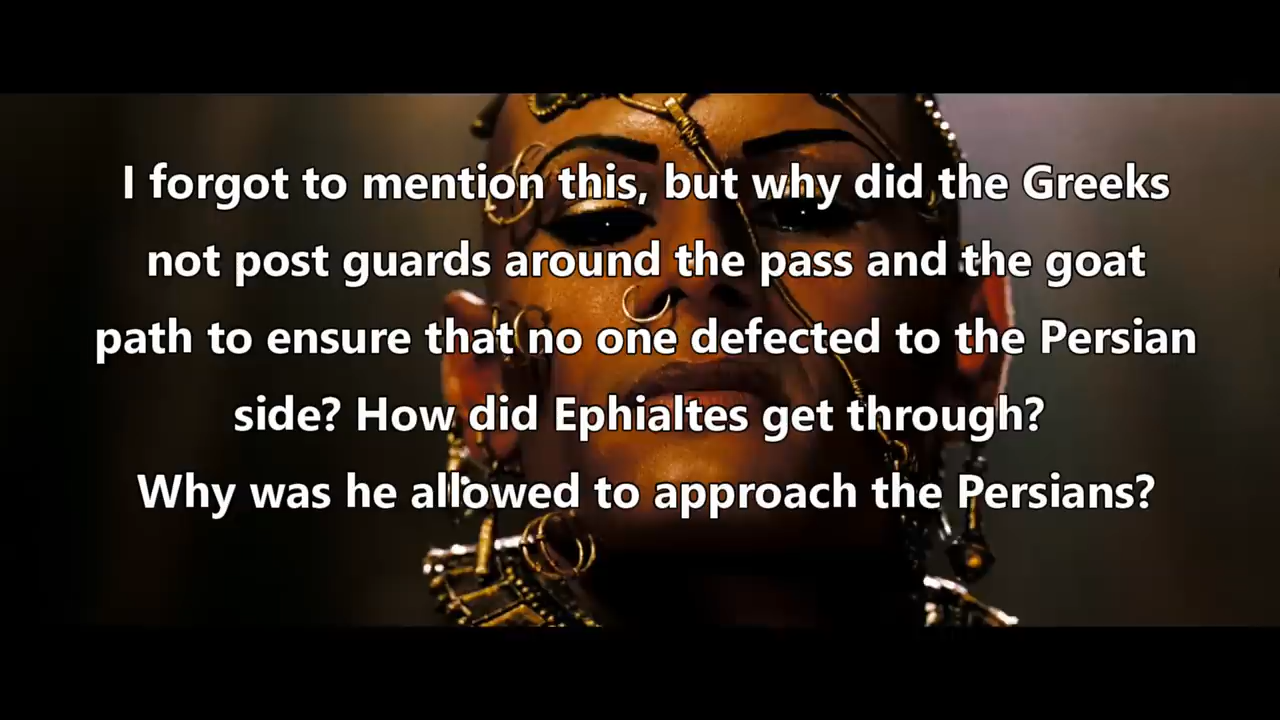 I forgot to mention this, but why did the Greeks
not post guards around the pass and the goat
path to ensure that no one defected to the Persian
side? How did Ephialtes get through?
Why was he allowed to approach the Persians?